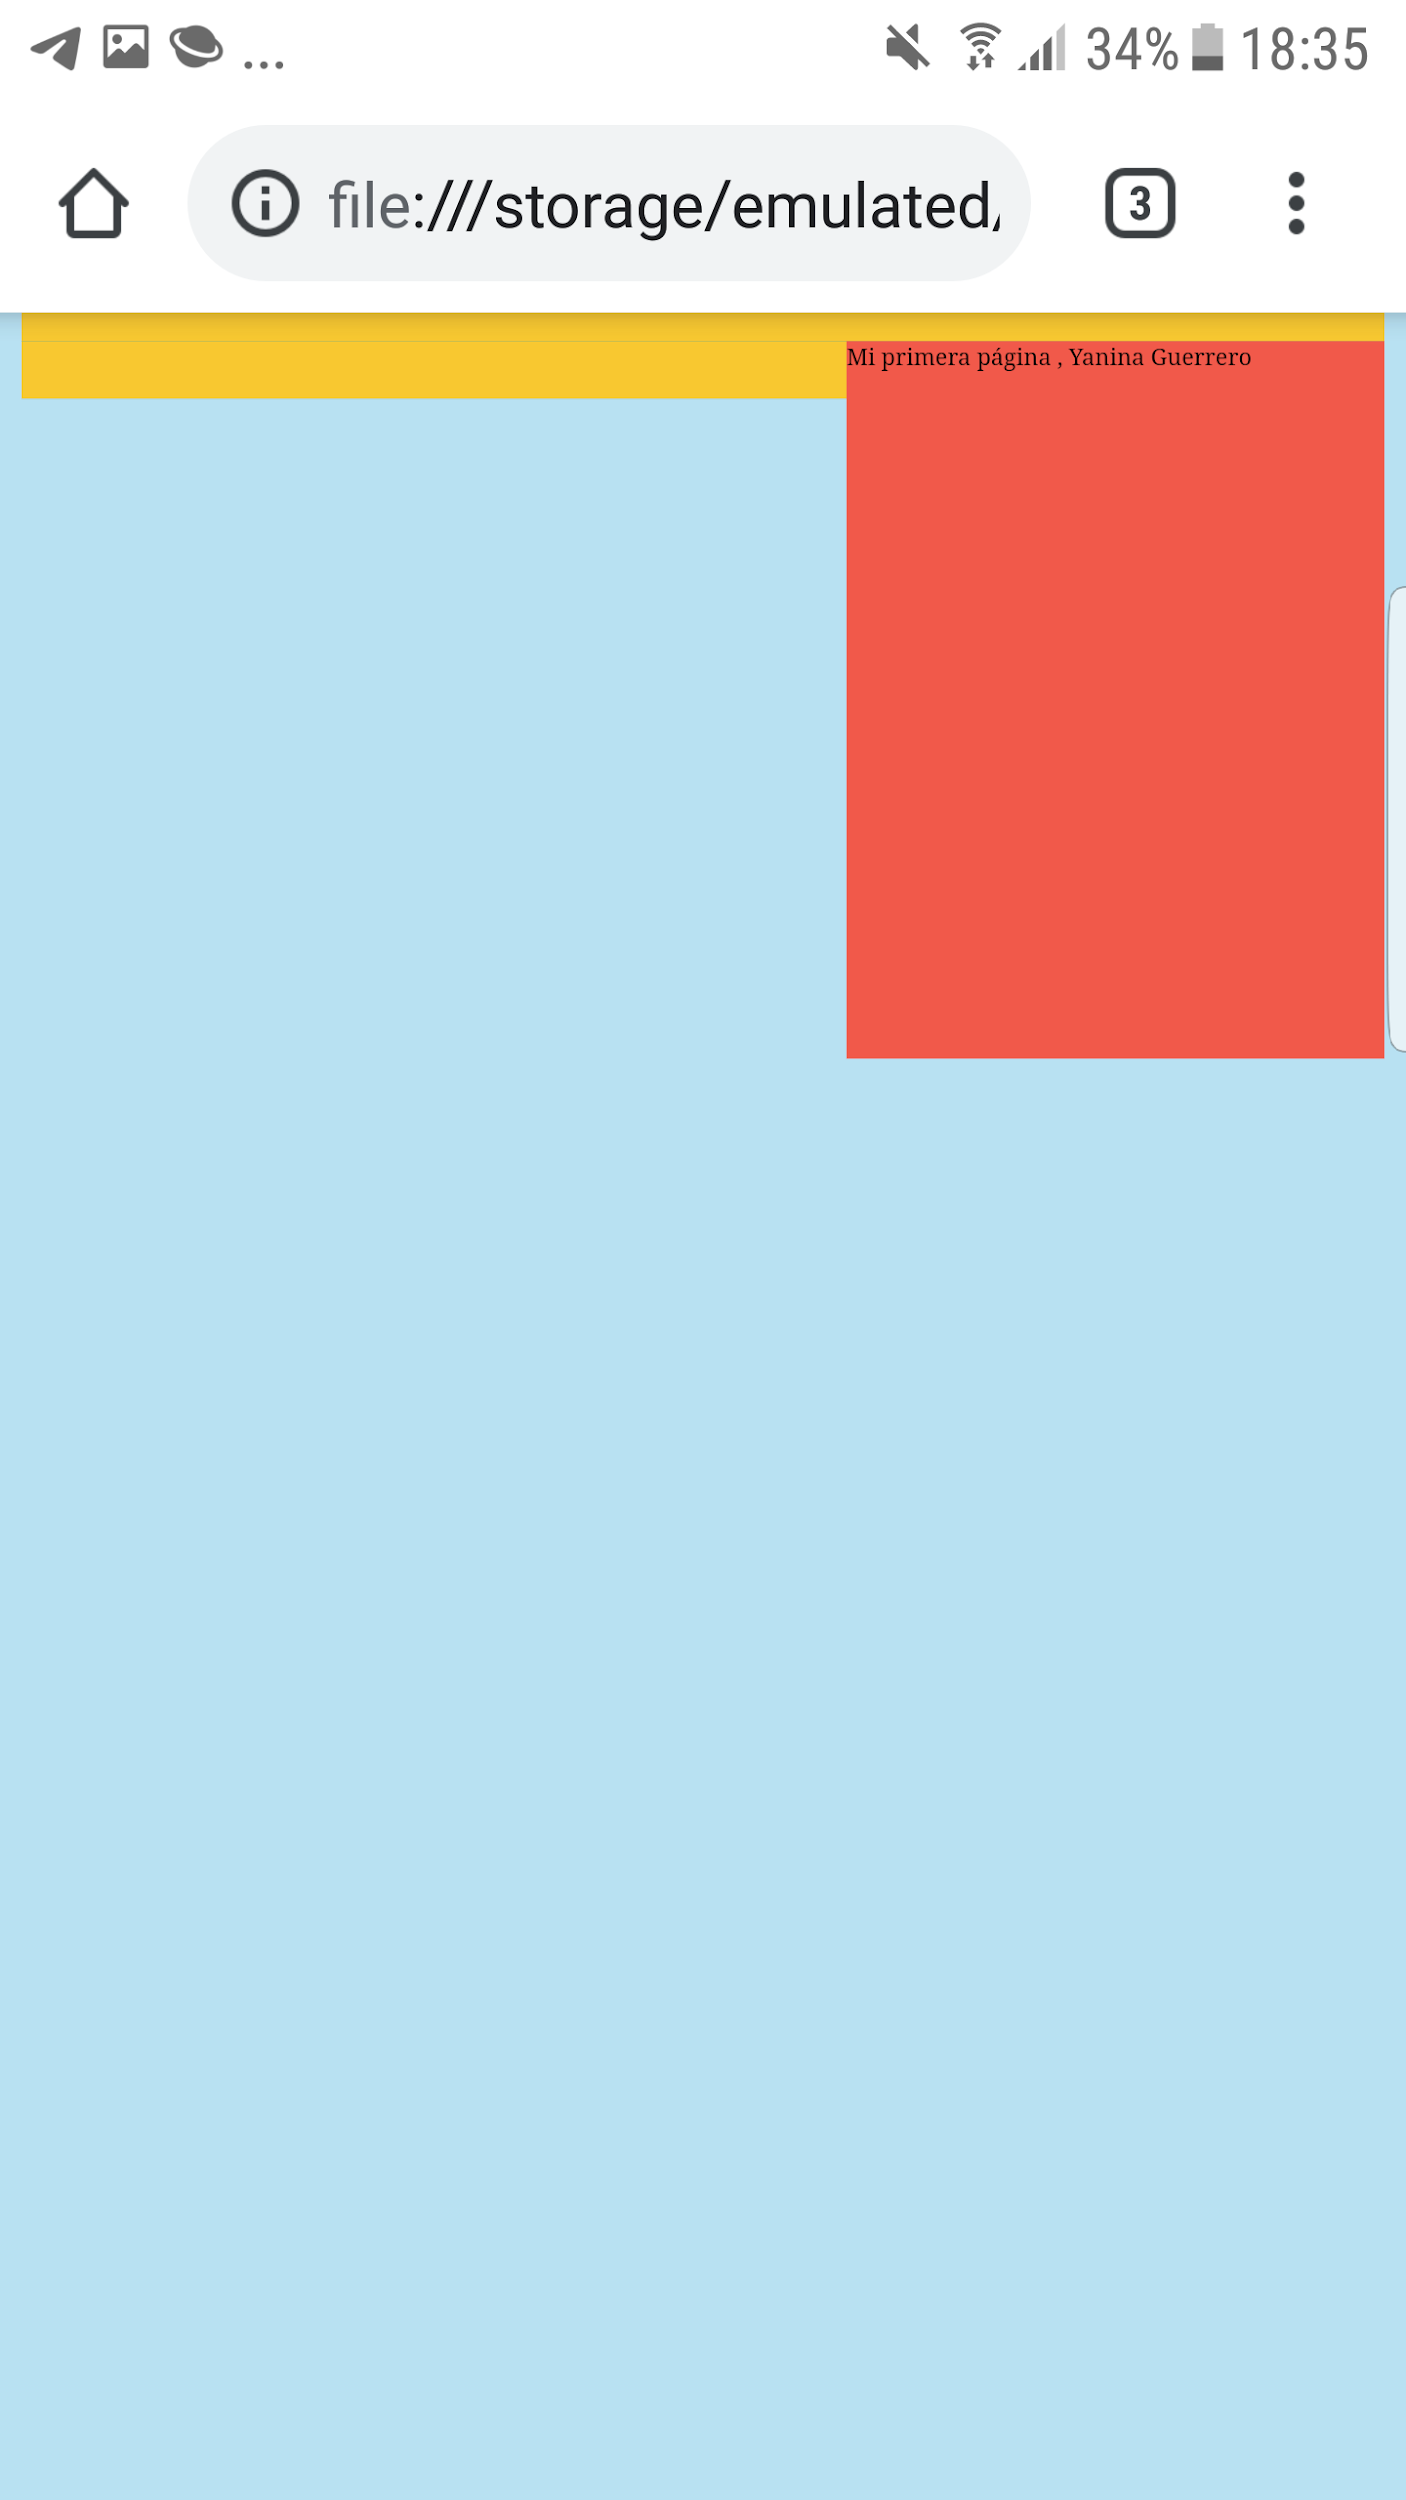 34% 18:35
file:///storage/emulated
3
Mi primera página , Yanina Guerrero